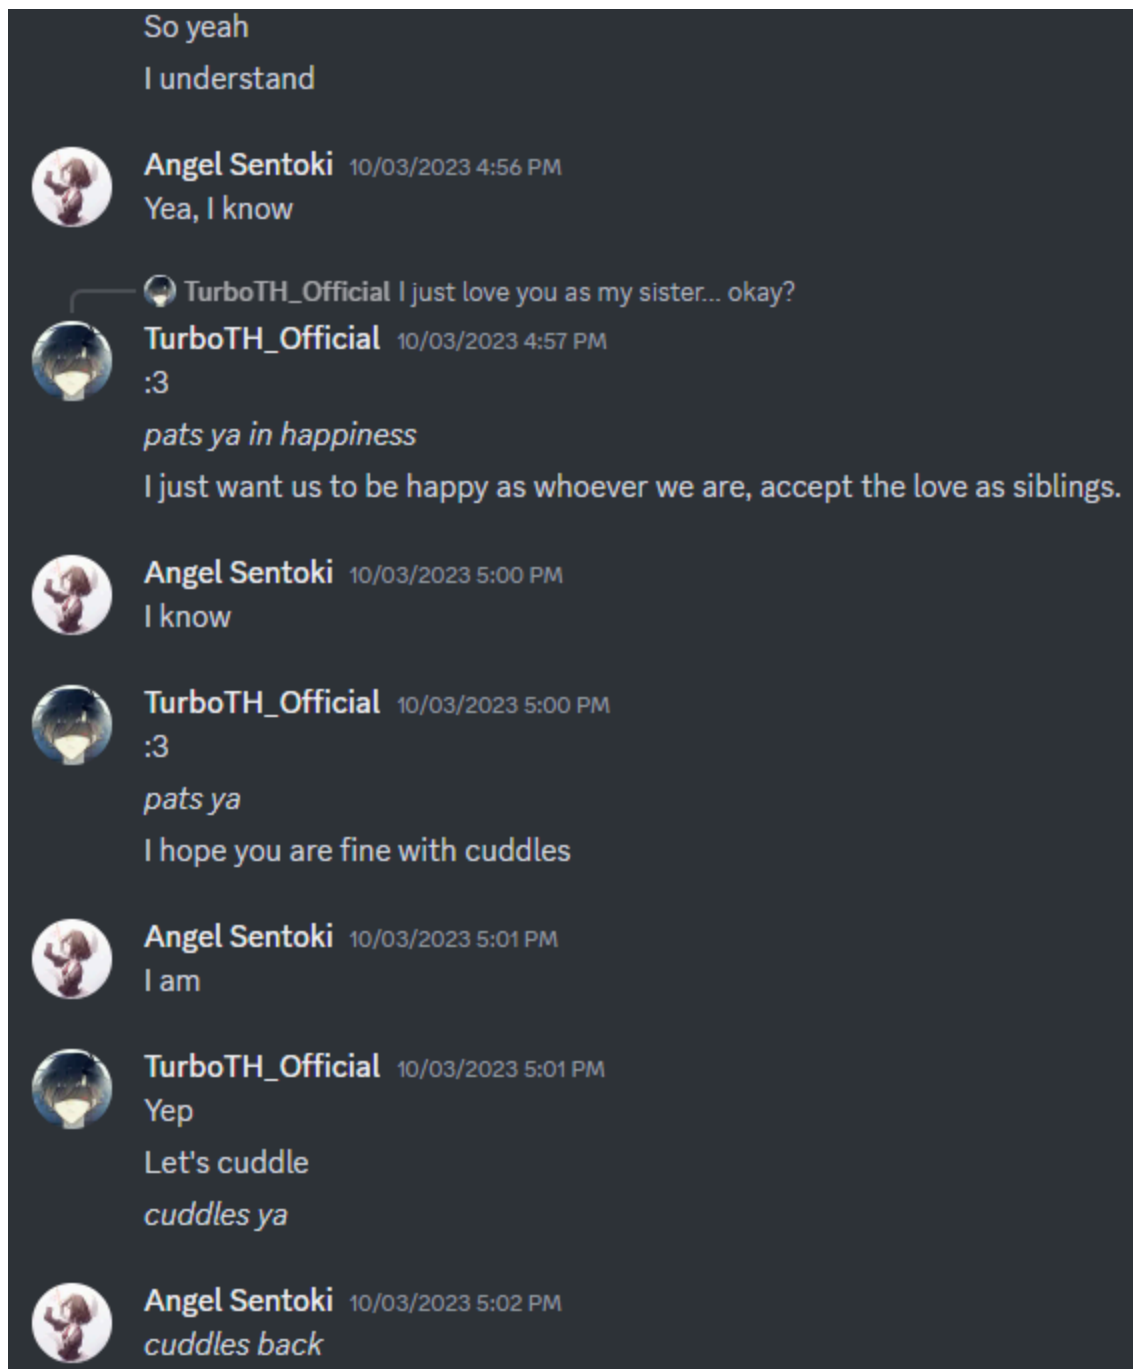 So yeah
I understand
Angel Sentoki 10/03/2023 4:56 PM
Yea, I know
TurboTH_Official I just love you as my sister... okay?
TurboTH_Official 10/03/2023 4:57 PM
:3
pats ya in happiness
I just want us to be happy as whoever we are, accept the love as siblings.
Angel Sentoki 10/03/2023 5:00 PM
I know
TurboTH_Official 10/03/2023 5:00 PM
:3
pats ya
I hope you are fine with cuddles
Angel Sentoki 10/03/2023 5:01 PM
I am
TurboTH_Official 10/03/2023 5:01 PM
Yep
Let's cuddle
cuddles ya
Angel Sentoki 10/03/2023 5:02 PM
cuddles back